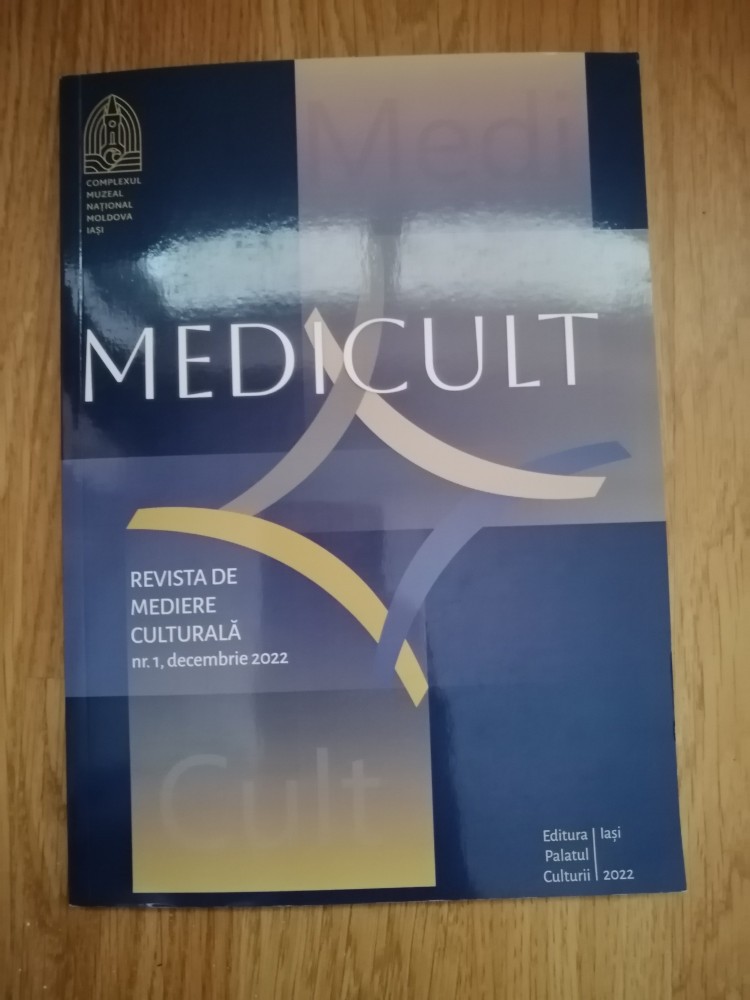 Medi
COMPLEXUL
MUZEAL
NAȚIONAL
MOLDOVA
IAȘI
MEDICULT
REVISTA DE
MEDIERE
CULTURALĂ
nr. 1, decembrie 2022
Cult
Editura
Palatul
Culturii
Iași
2022